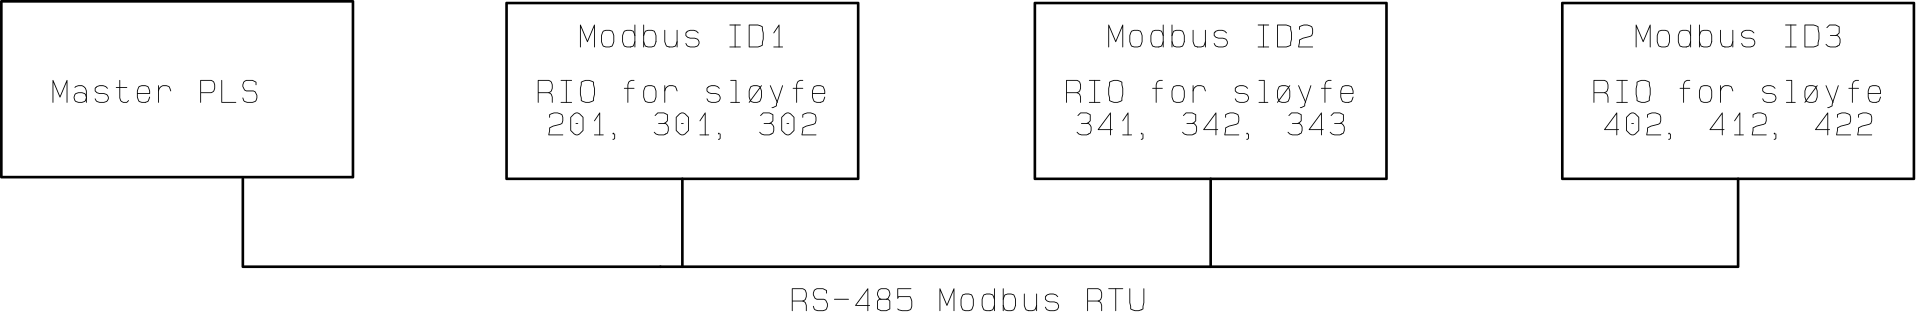 Master PLS
Modbus ID1
RIO for sløyfe
201, 301, 302
Modbus ID2
RIO for sløyfe
341, 342, 343
Modbus ID3
RIO for sløyfe
402, 412, 422
RS-485 Modbus RTU